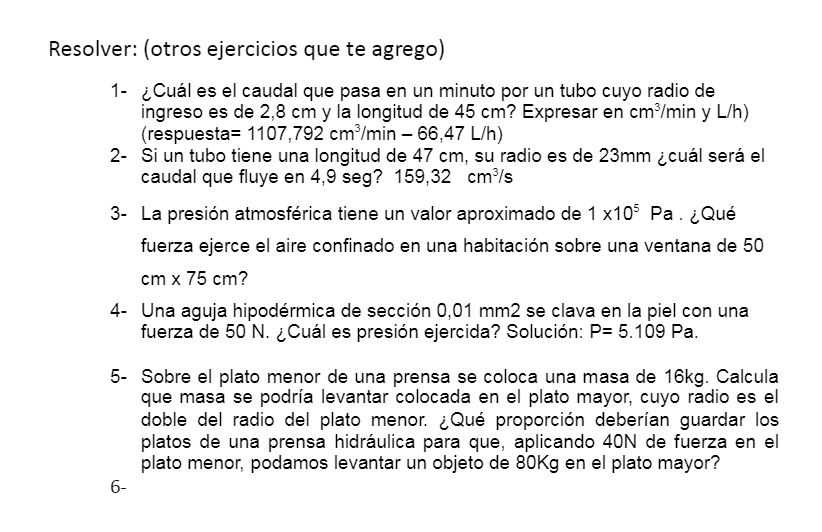 Resolver: (otros ejercicios que te agrego)
1- ¿Cuál es el caudal que pasa en un minuto por un tubo cuyo radio de
ingreso es de 2,8 cm y la longitud de 45 cm? Expresar en cm³/min y L/h)
(respuesta= 1107,792 cm³/min – 66,47 L/h)
2- Si un tubo tiene una longitud de 47 cm, su radio es de 23mm ¿cuál será el
caudal que fluye en 4,9 seg? 159,32 cm³/s
3- La presión atmosférica tiene un valor aproximado de 1 x10⁵ Pa . ¿Qué
fuerza ejerce el aire confinado en una habitación sobre una ventana de 50
cm x 75 cm?
4- Una aguja hipodérmica de sección 0,01 mm2 se clava en la piel con una
fuerza de 50 N. ¿Cuál es presión ejercida? Solución: P= 5.109 Pa.
5- Sobre el plato menor de una prensa se coloca una masa de 16kg. Calcula
que masa se podría levantar colocada en el plato mayor, cuyo radio es el
doble del radio del plato menor. ¿Qué proporción deberían guardar los
platos de una prensa hidráulica para que, aplicando 40N de fuerza en el
plato menor, podamos levantar un objeto de 80Kg en el plato mayor?
6-